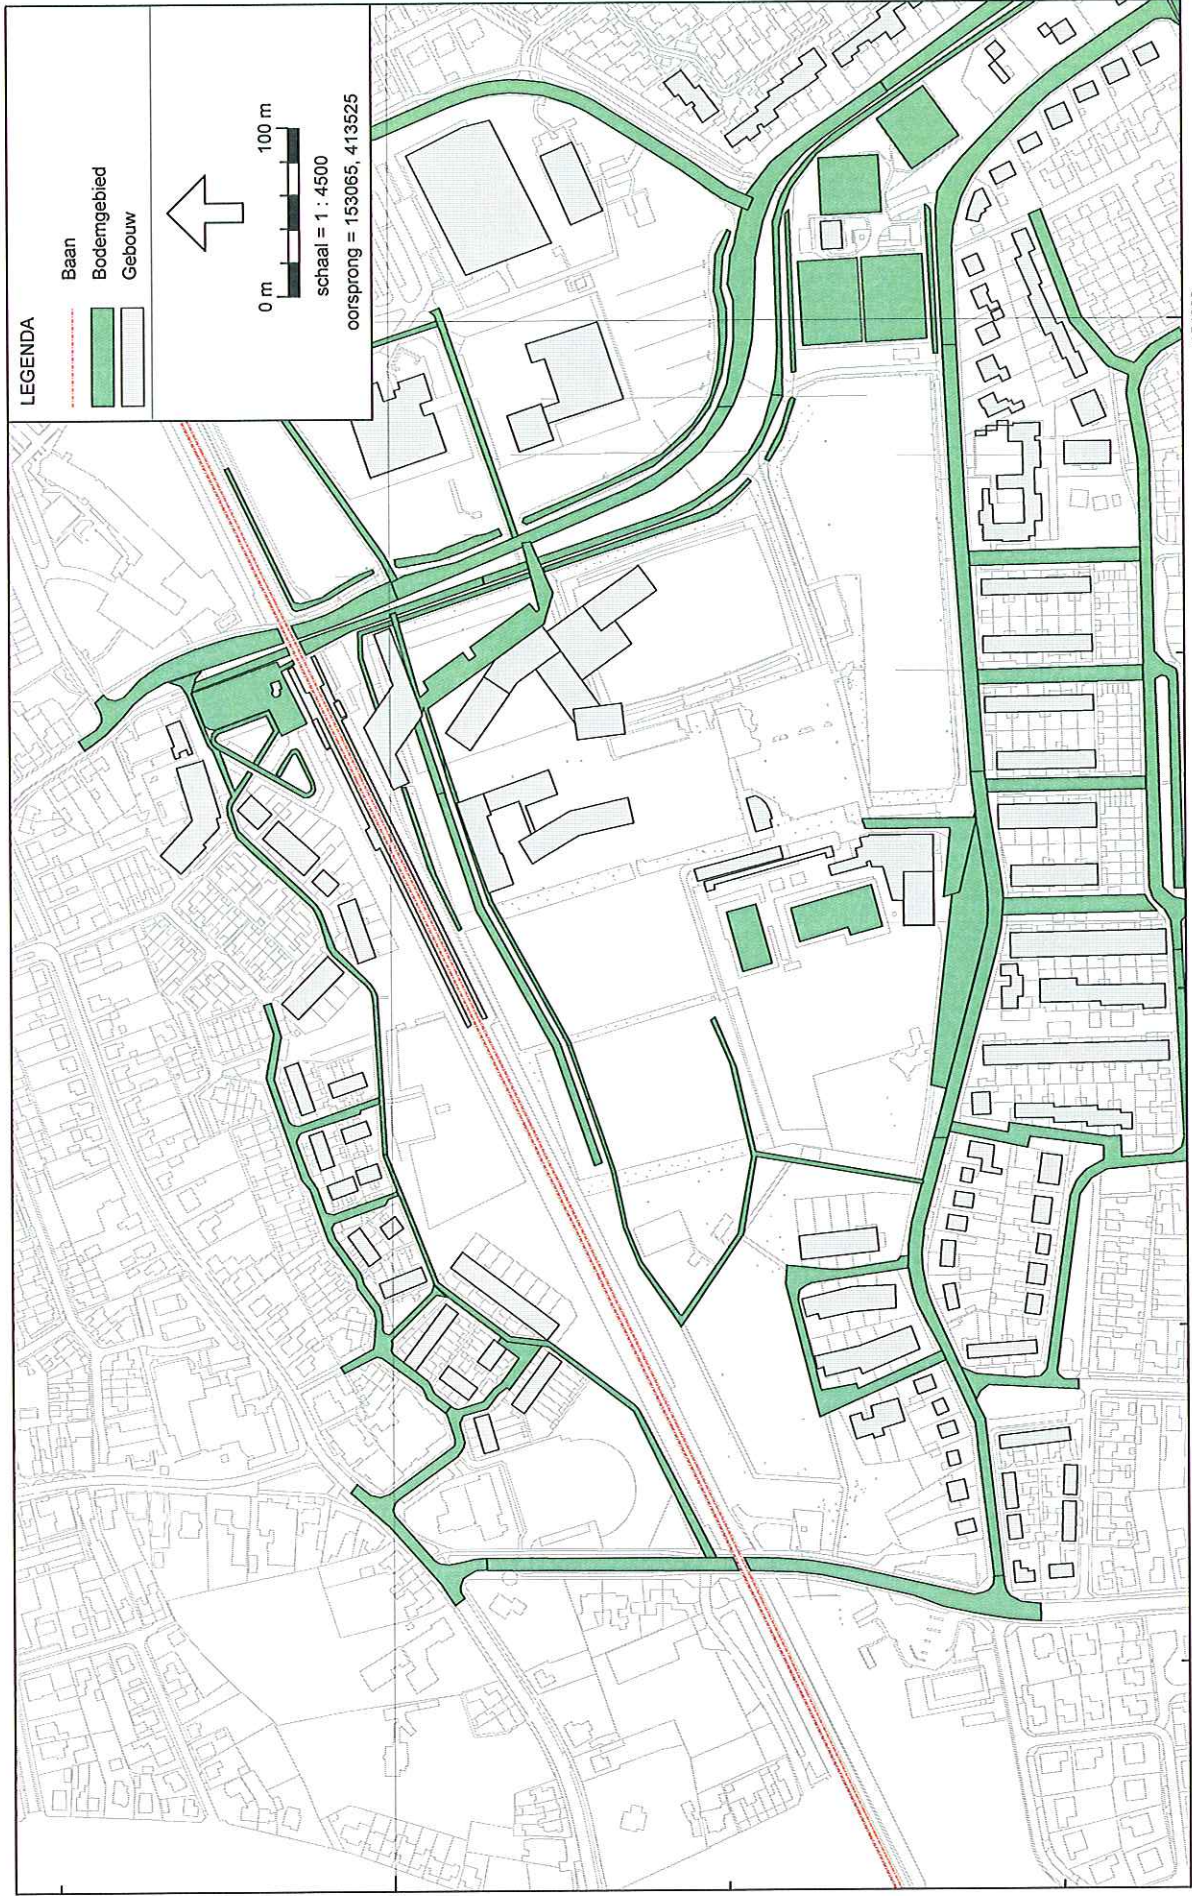 LEGENDA
Baan
Bodemgebied
Gebouw
0 m 100 m
schaal = 1 : 4500
oorsprong = 153065, 413525